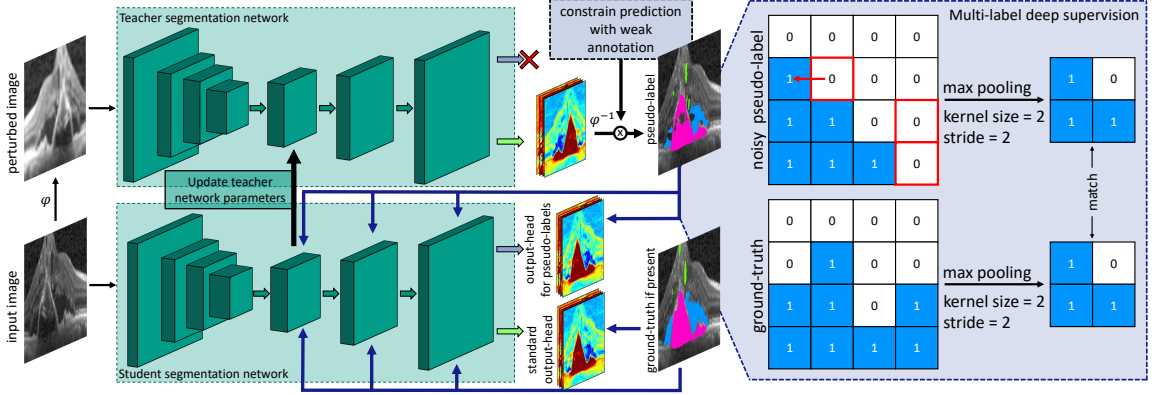 Teacher segmentation network
constrain prediction
with weak
annotation
Multi-label deep supervision
perturbed image
φ
input image
Update teacher
network parameters
Student segmentation network
φ⁻¹
x
pseudo-label
output-head
for pseudo-labels
standard
output-head
ground-truth if present
noisy pseudo-label
0 0 0 0
1 0 0 0
1 1 0 0
1 1 1 0
max pooling
kernel size = 2
stride = 2
1 0
1 1
match
ground-truth
0 0 0 0
0 1 0 0
1 1 0 1
1 1 1 1
max pooling
kernel size = 2
stride = 2
1 0
1 1